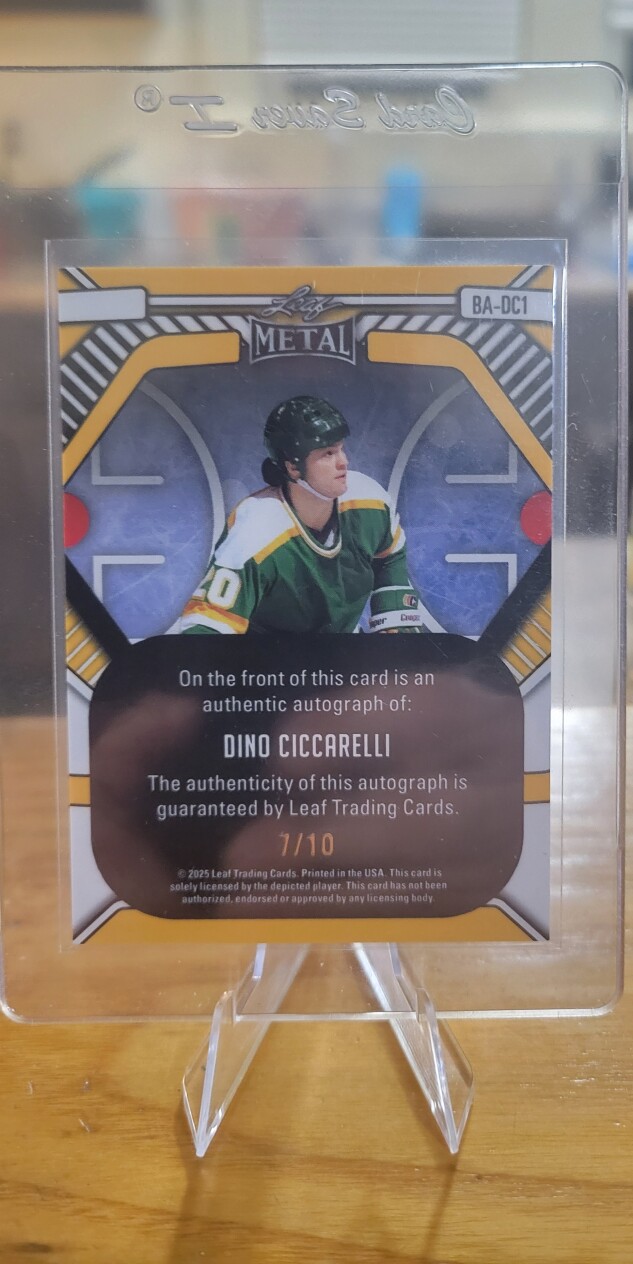 Card Saver I®
Leaf
METAL
BA-DC1
20
On the front of this card is an
authentic autograph of:
DINO CICCARELLI
The authenticity of this autograph is
guaranteed by Leaf Trading Cards.
7/10
© 2025 Leaf Trading Cards. Printed in the USA. This card is
solely licensed by the depicted player. This card has not been
authorized, endorsed or approved by any licensing body.